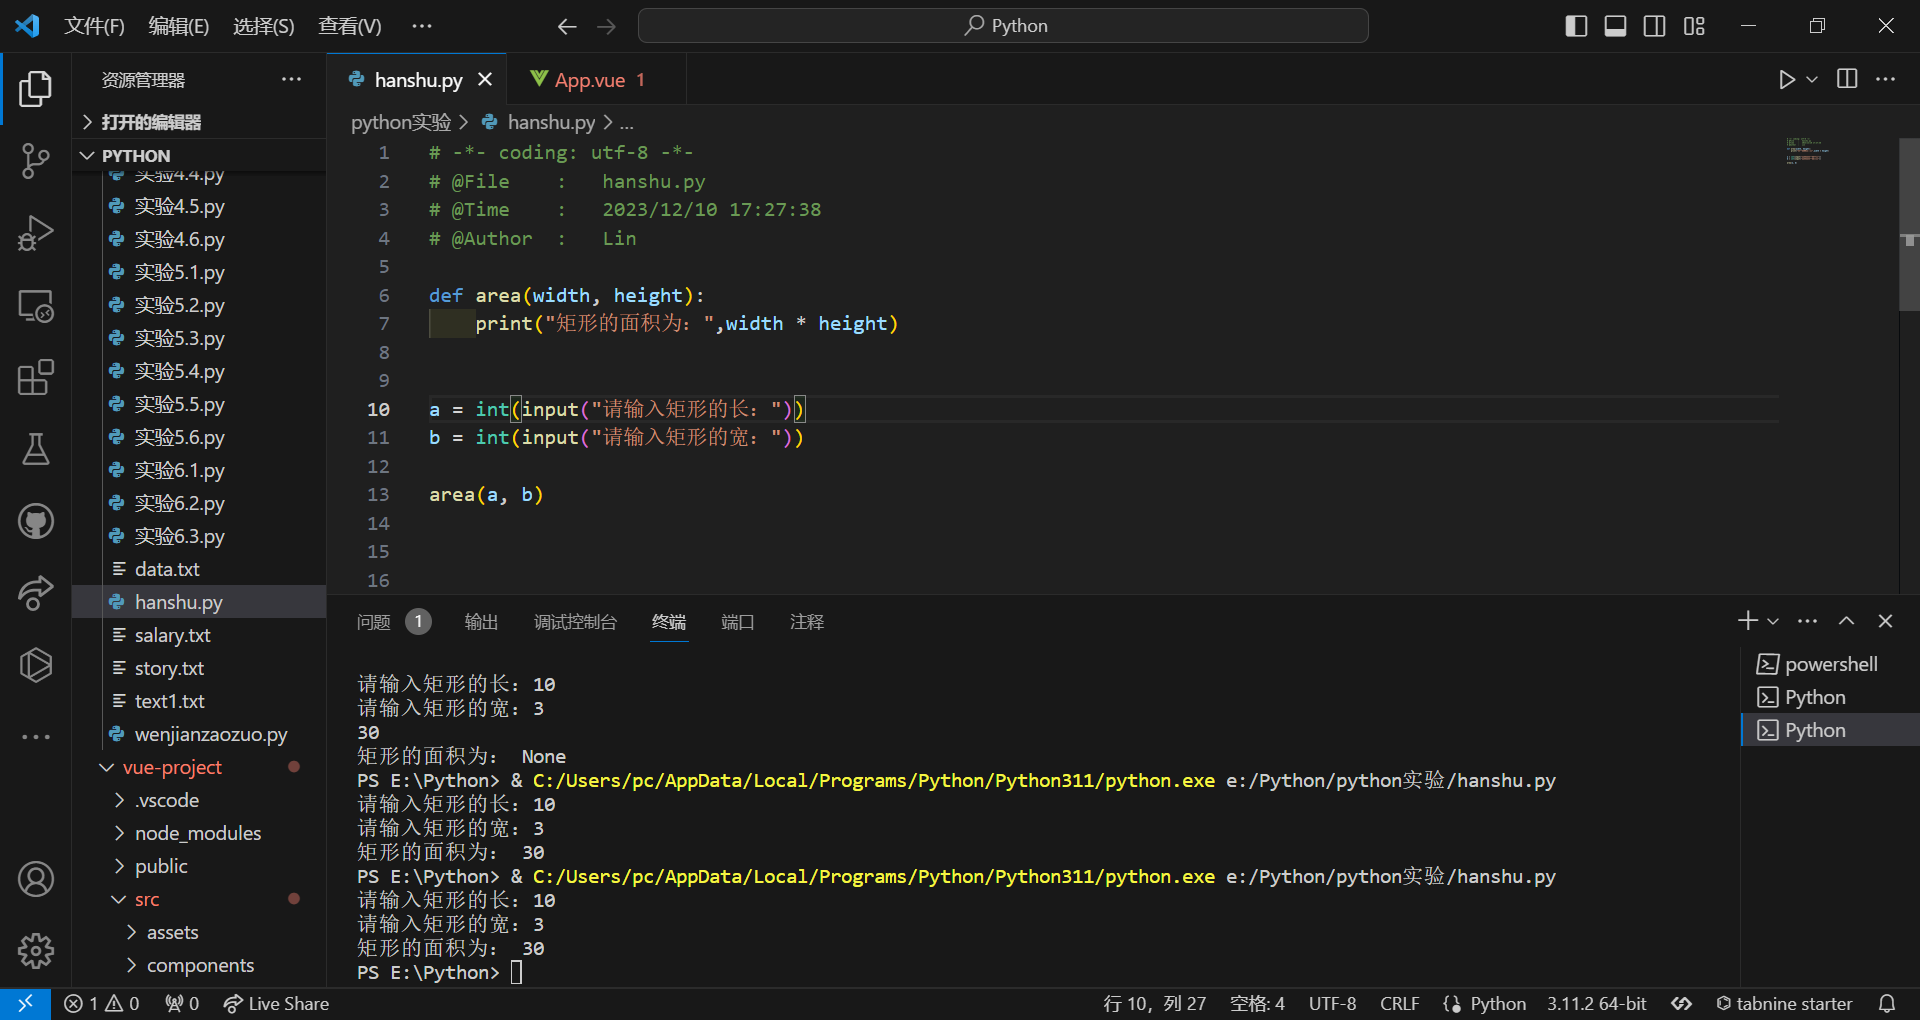 文件(F) 编辑(E) 选择(S) 查看(V) ··· Python
资源管理器 ···
打开的编辑器
PYTHON
实验4.4.py
实验4.5.py
实验4.6.py
实验5.1.py
实验5.2.py
实验5.3.py
实验5.4.py
实验5.5.py
实验5.6.py
实验6.1.py
实验6.2.py
实验6.3.py
data.txt
hanshu.py
salary.txt
story.txt
text1.txt
wenjianzaozuo.py
vue-project
.vscode
node_modules
public
src
assets
components
hanshu.py App.vue 1
python实验 > hanshu.py > ...
1 # -*- coding: utf-8 -*-
2 # @File    :   hanshu.py
3 # @Time    :   2023/12/10 17:27:38
4 # @Author  :   Lin
5
6 def area(width, height):
7     print("矩形的面积为：",width * height)
8
9
10 a = int(input("请输入矩形的长："))
11 b = int(input("请输入矩形的宽："))
12
13 area(a, b)
14
15
16
问题 1 输出 调试控制台 终端 端口 注释
请输入矩形的长：10
请输入矩形的宽：3
30
矩形的面积为： None
PS E:\Python> & C:/Users/pc/AppData/Local/Programs/Python/Python311/python.exe e:/Python/python实验/hanshu.py
请输入矩形的长：10
请输入矩形的宽：3
矩形的面积为： 30
PS E:\Python> & C:/Users/pc/AppData/Local/Programs/Python/Python311/python.exe e:/Python/python实验/hanshu.py
请输入矩形的长：10
请输入矩形的宽：3
矩形的面积为： 30
PS E:\Python>
powershell
Python
Python
1 0 0 Live Share 行 10，列 27 空格: 4 UTF-8 CRLF Python 3.11.2 64-bit tabnine starter